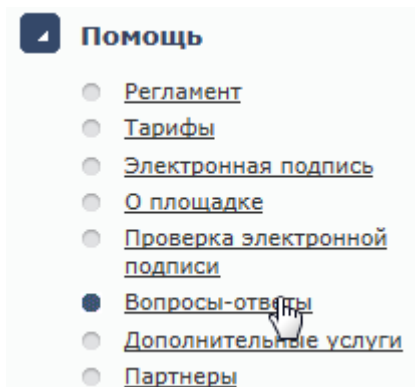 Помощь
Регламент
Тарифы
Электронная подпись
О площадке
Проверка электронной
подписи
Вопросы-ответы
Дополнительные услуги
Партнеры